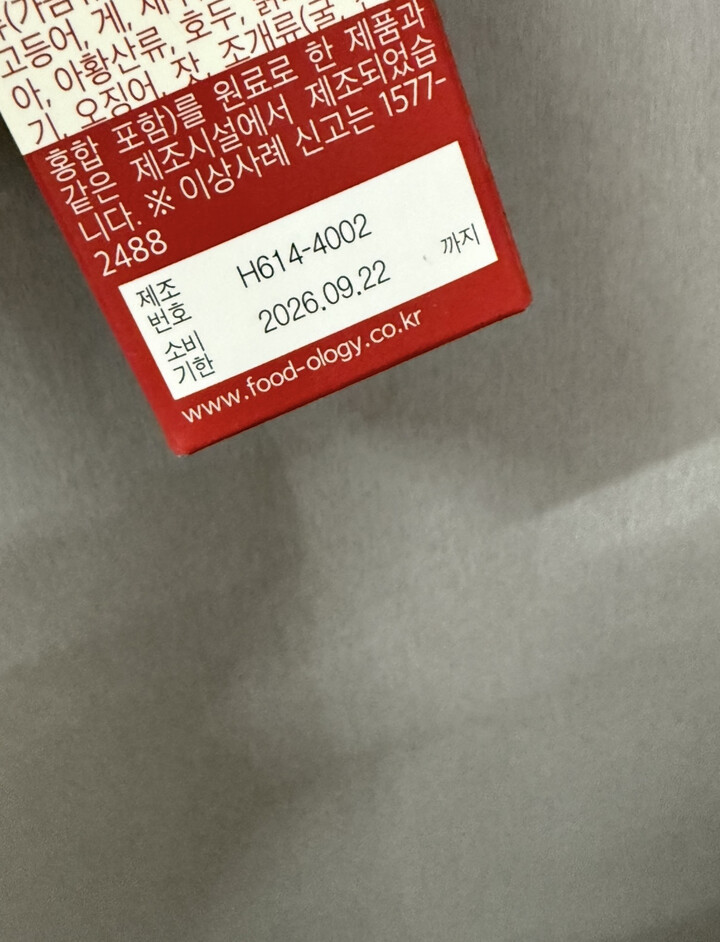 고등어, 게, 새우
아, 아황산류, 호두, 닭
기, 오징어, 잣, 조개류(굴,
홍합 포함)를 원료로 한 제품과
같은 제조시설에서 제조되었습
니다. ※ 이상사례 신고는 1577-
2488
제조번호 H614-4002
소비기한 2026.09.22 까지
www.food-ology.co.kr